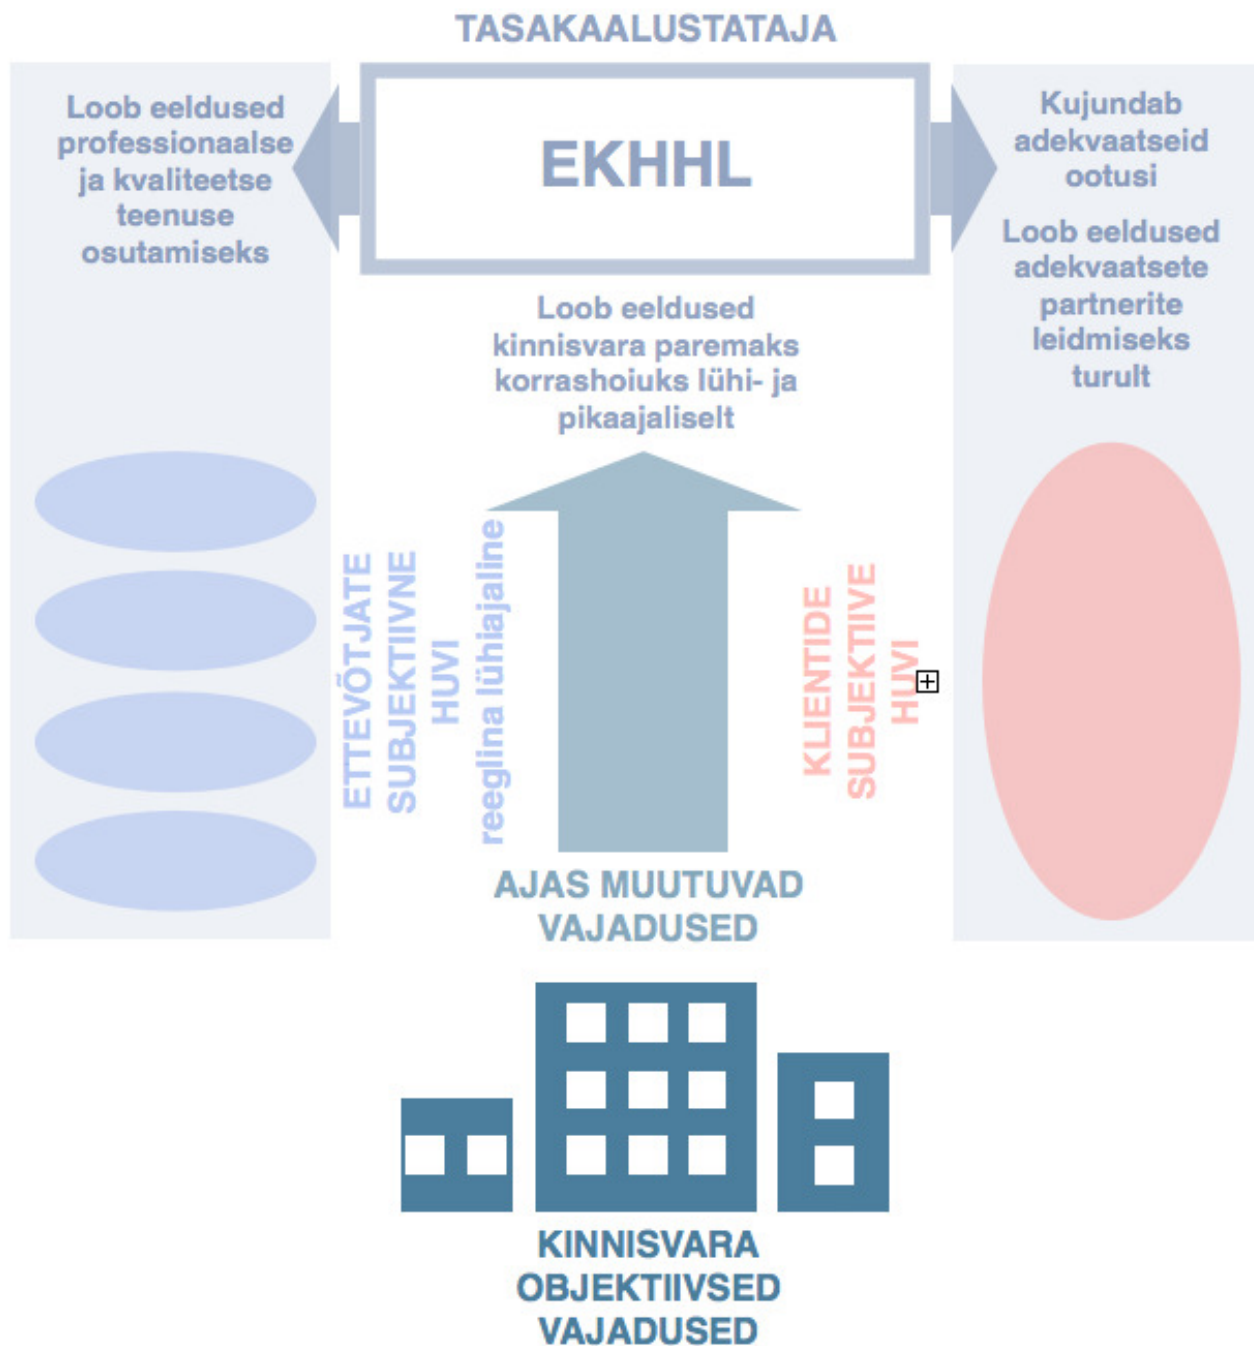 TASAKAALUSTATAJA
EKHHL
Loob eeldused
professionaalse
ja kvaliteetse
teenuse
osutamiseks
Kujundab
adekvaatseid
ootusi
Loob eeldused
adekvaatsete
partnerite
leidmiseks
turult
Loob eeldused
kinnisvara paremaks
korrashoiuks lühi- ja
pikaajaliselt
ETTEVÕTJATE
SUBJEKTIIVNE
HUVI
reeglina lühiajaline
KLIENTIDE
SUBJEKTIIVE
HUVI
AJAS MUUTUVAD
VAJADUSED
KINNISVARA
OBJEKTIIVSED
VAJADUSED